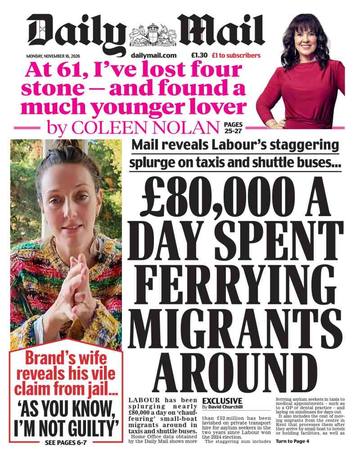 Daily Mail
MONDAY, NOVEMBER 16, 2026
dailymail.com
£1.30 £1 to subscribers
At 61, I've lost four
stone – and found a
much younger lover
by COLEEN NOLAN PAGES 25-27
Mail reveals Labour's staggering
splurge on taxis and shuttle buses...
£80,000 A
DAY SPENT
FERRYING
MIGRANTS
AROUND
Brand's wife
reveals his vile
claim from jail...
'AS YOU KNOW,
I'M NOT GUILTY'
SEE PAGES 6-7
LABOUR has been
splurging nearly
£80,000 a day on 'chauf-
feuring' small-boat
migrants around in
taxis and shuttle buses.
Home Office data obtained
by the Daily Mail shows more
EXCLUSIVE
By David Churchill
than £52 million has been
lavished on private transport
hire for asylum seekers in the
two years since Labour won
the 2024 election.
The staggering sum includes
ferrying asylum seekers in taxis to
medical appointments – such as
to a GP or dental practice – and
laying on minibuses for days out.
It also includes the cost of mov-
ing migrants from the centre in
Kent that processes them after
they arrive by small boat to hotels
or holding facilities, as well as
Turn to Page 4